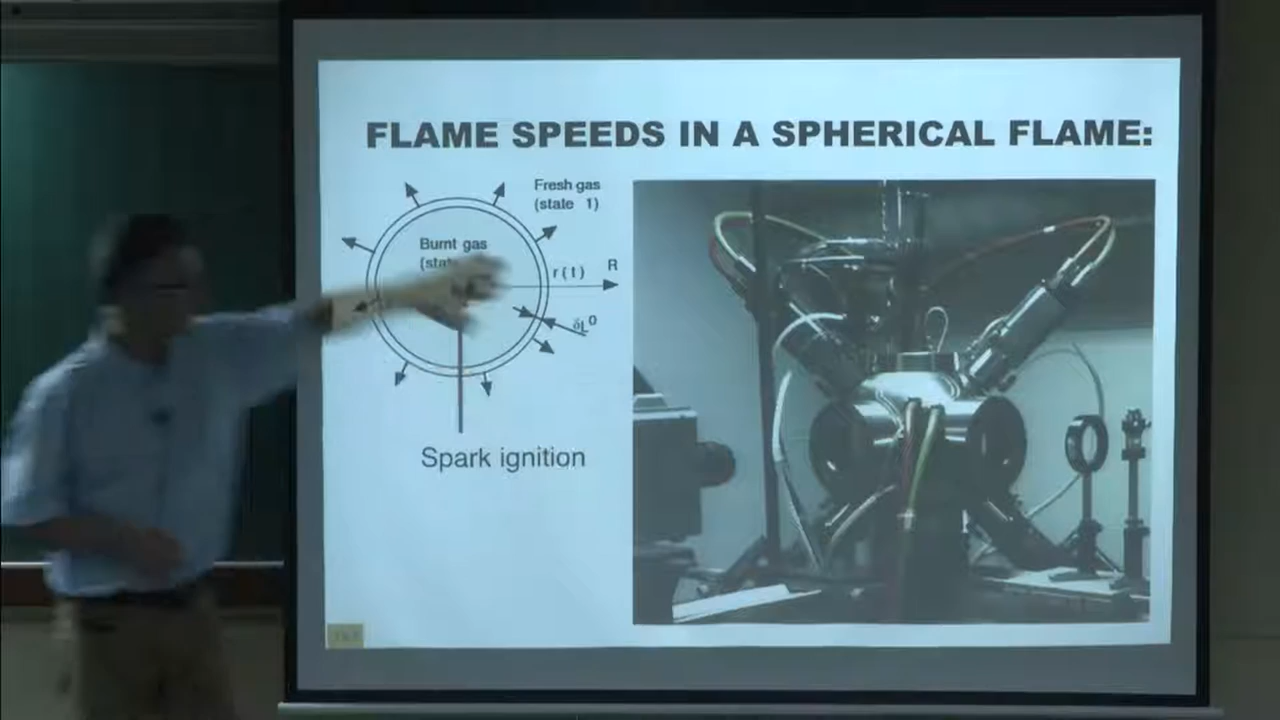 FLAME SPEEDS IN A SPHERICAL FLAME:
Fresh gas
(state 1)
Burnt gas
r(t)
R
δL⁰
Spark ignition